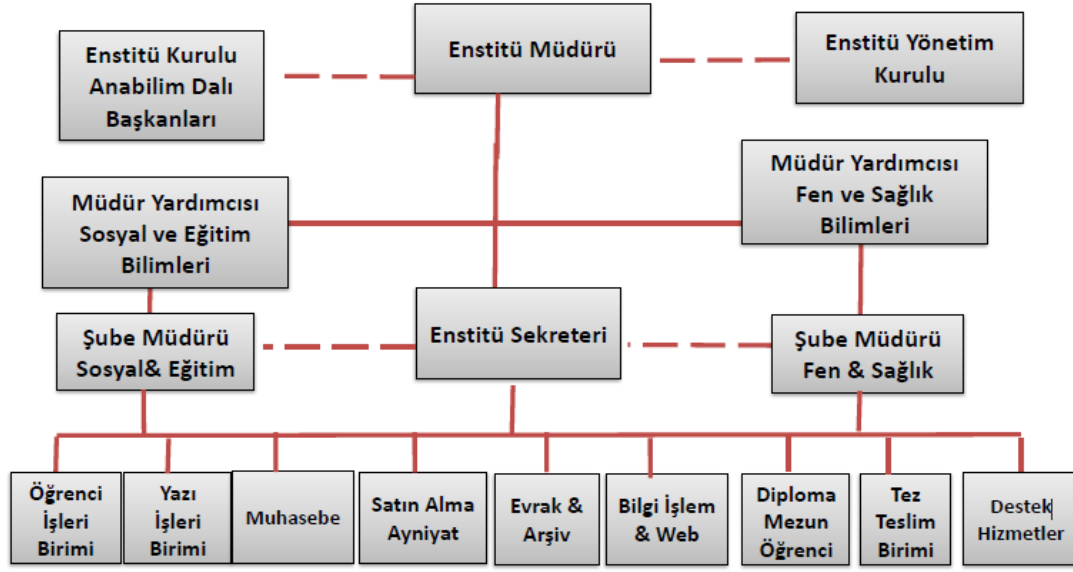 Enstitü Kurulu
Anabilim Dalı
Başkanları
Enstitü Müdürü
Enstitü Yönetim
Kurulu
Müdür Yardımcısı
Sosyal ve Eğitim
Bilimleri
Müdür Yardımcısı
Fen ve Sağlık
Bilimleri
Şube Müdürü
Sosyal& Eğitim
Enstitü Sekreteri
Şube Müdürü
Fen & Sağlık
Öğrenci
İşleri
Birimi
Yazı
İşleri
Birimi
Muhasebe
Satın Alma
Ayniyat
Evrak &
Arşiv
Bilgi İşlem
& Web
Diploma
Mezun
Öğrenci
Tez
Teslim
Birimi
Destek
Hizmetler